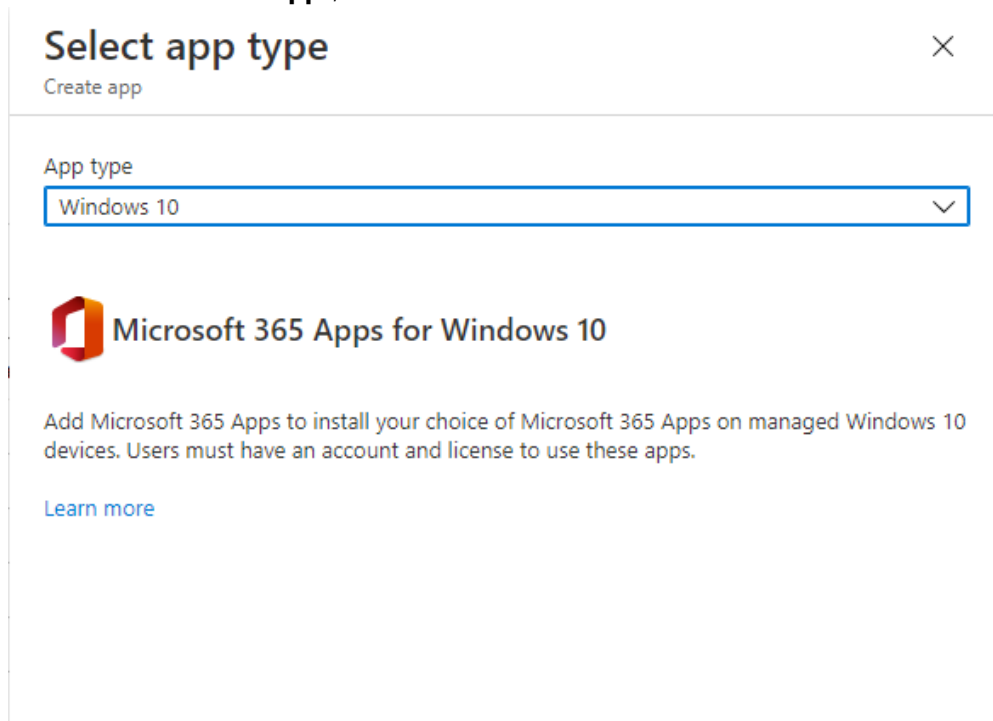 Select app type
Create app
App type
Windows 10
Microsoft 365 Apps for Windows 10
Add Microsoft 365 Apps to install your choice of Microsoft 365 Apps on managed Windows 10
devices. Users must have an account and license to use these apps.
Learn more